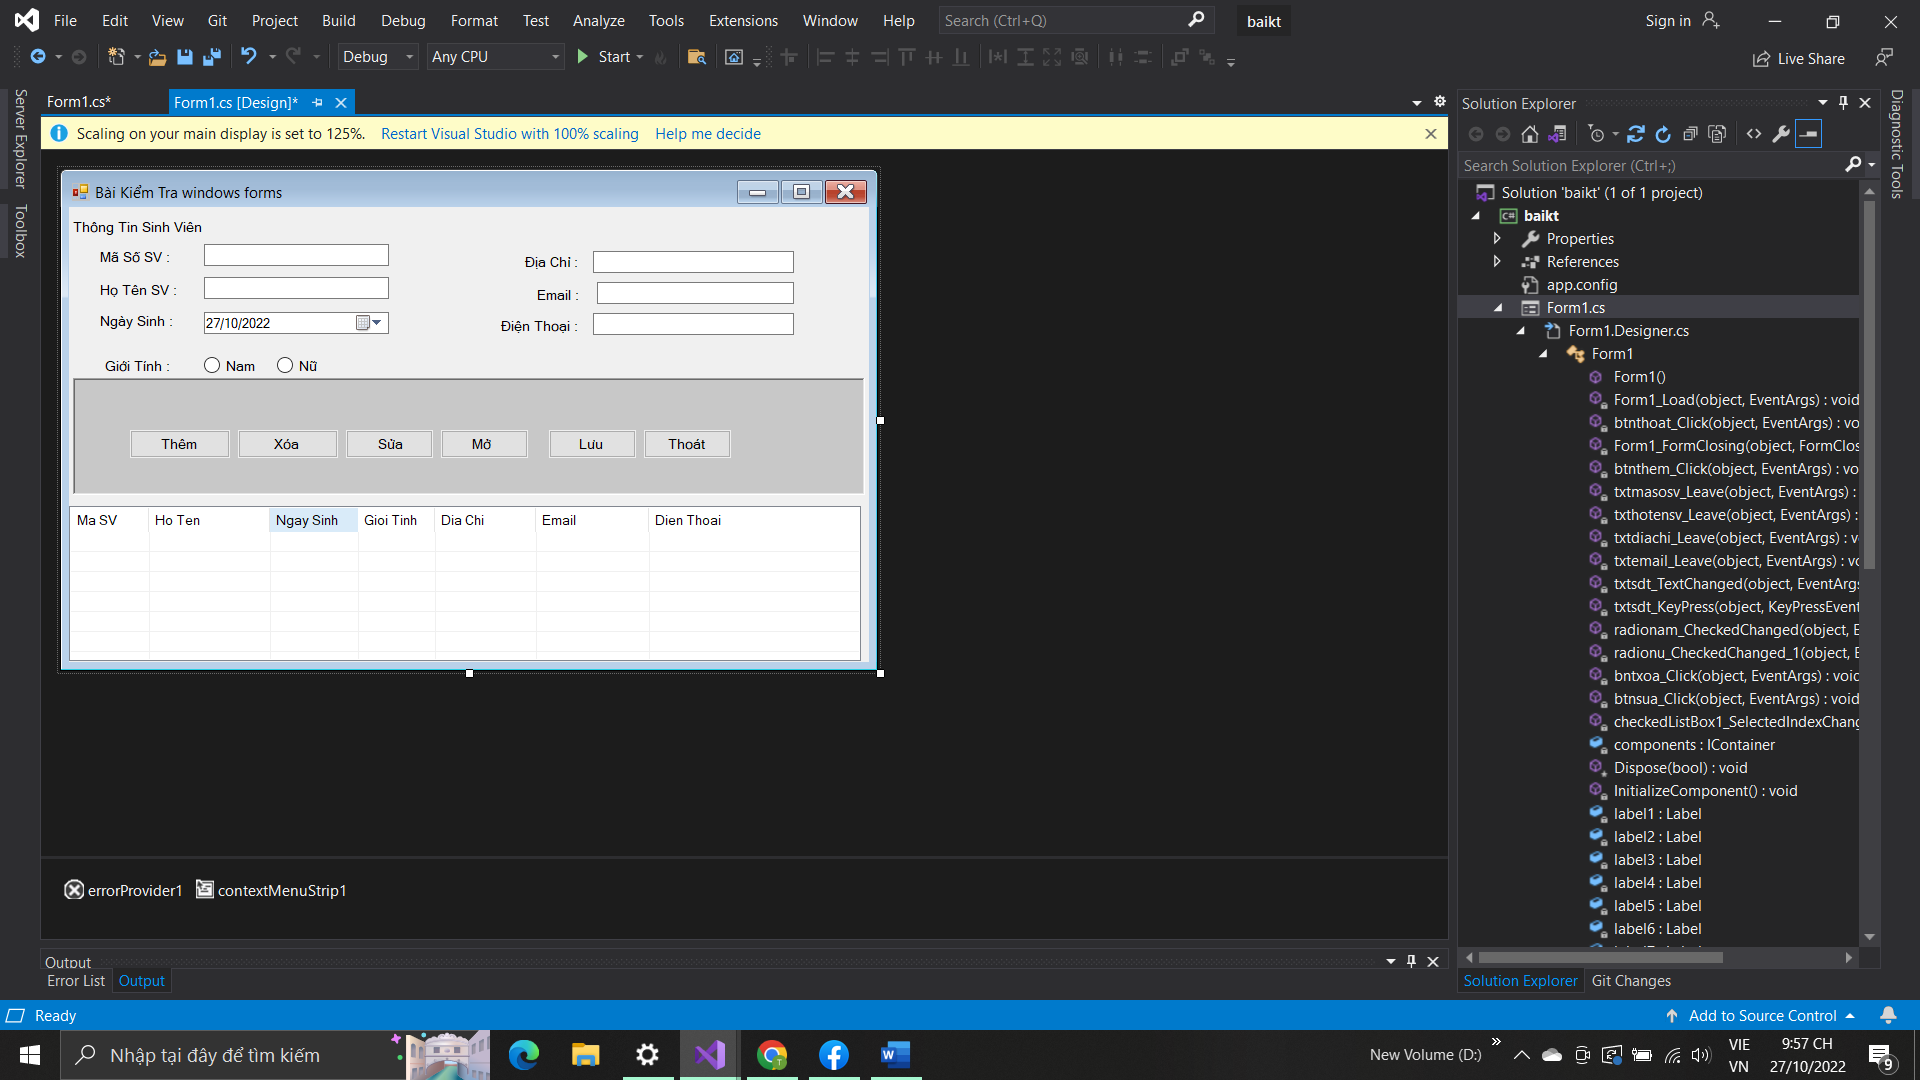 File Edit View Git Project Build Debug Format Test Analyze Tools Extensions Window Help Search (Ctrl+Q) baikt Sign in
Debug Any CPU Start Live Share
Server Explorer
Toolbox
Form1.cs* Form1.cs [Design]*
Scaling on your main display is set to 125%. Restart Visual Studio with 100% scaling Help me decide
Bài Kiểm Tra windows forms
Thông Tin Sinh Viên
Mã Số SV :
Địa Chỉ :
Họ Tên SV :
Email :
Ngày Sinh : 27/10/2022
Điện Thoại :
Giới Tính : Nam Nữ
Thêm Xóa Sửa Mở Lưu Thoát
Ma SV Ho Ten Ngay Sinh Gioi Tinh Dia Chi Email Dien Thoai
errorProvider1 contextMenuStrip1
Output
Error List Output
Solution Explorer
Search Solution Explorer (Ctrl+;)
Solution 'baikt' (1 of 1 project)
C# baikt
Properties
References
app.config
Form1.cs
Form1.Designer.cs
Form1
Form1()
Form1_Load(object, EventArgs) : void
btnthoat_Click(object, EventArgs) : vo
Form1_FormClosing(object, FormClos
btnthem_Click(object, EventArgs) : vo
txtmasosv_Leave(object, EventArgs) :
txthotensv_Leave(object, EventArgs) :
txtdiachi_Leave(object, EventArgs) : v
txtemail_Leave(object, EventArgs) : vo
txtsdt_TextChanged(object, EventArgs
txtsdt_KeyPress(object, KeyPressEvent
radionam_CheckedChanged(object, E
radionu_CheckedChanged_1(object, E
bntxoa_Click(object, EventArgs) : void
btnsua_Click(object, EventArgs) : void
checkedListBox1_SelectedIndexChang
components : IContainer
Dispose(bool) : void
InitializeComponent() : void
label1 : Label
label2 : Label
label3 : Label
label4 : Label
label5 : Label
label6 : Label
Solution Explorer Git Changes
Diagnostic Tools
Ready Add to Source Control
Nhập tại đây để tìm kiếm
New Volume (D:)
VIE
VN
9:57 CH
27/10/2022
9